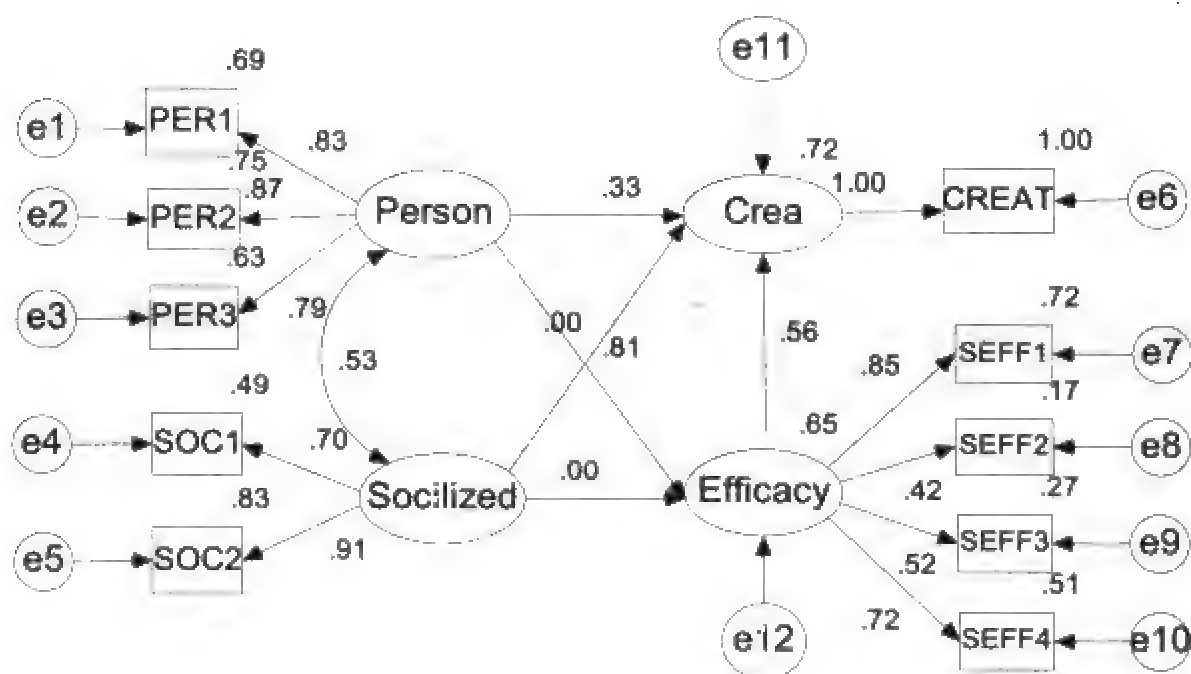 e11
.69
e1 PER1 .83 .72 1.00
.75 .33 1.00
e2 PER2 .87 Person Crea CREAT e6
.63
e3 PER3 .79 .00 .72
.81 .56 SEFF1 e7
.53 .85 .17
.49 .65
e4 SOC1 .70 SEFF2 e8
.00 .42 .27
.83 Socilized Efficacy
e5 SOC2 .91 SEFF3 e9
.52 .51
.72
e12 SEFF4 e10